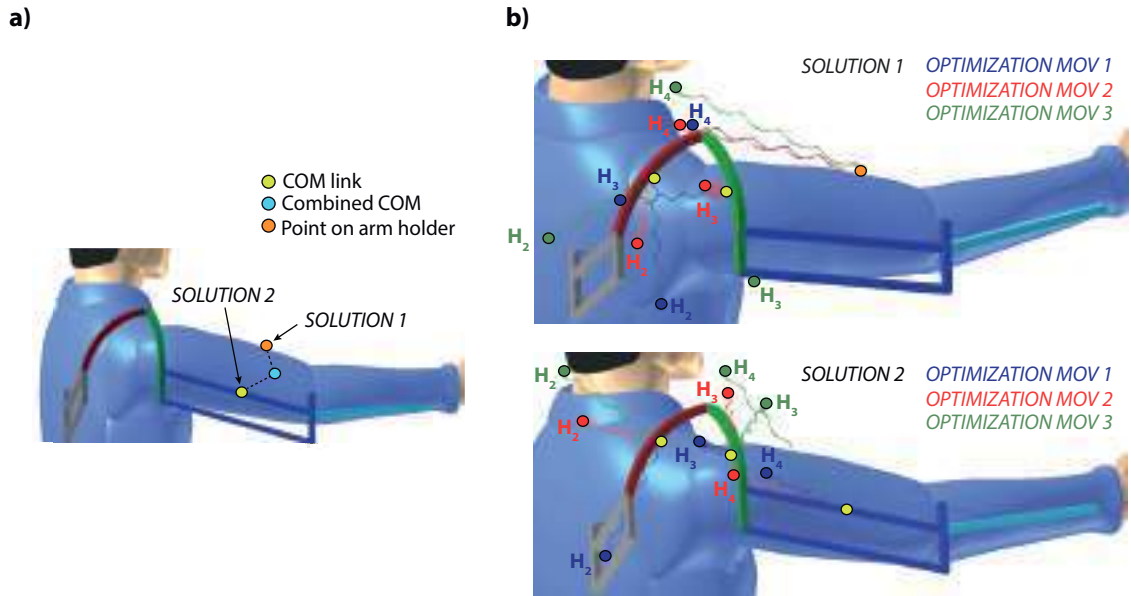 a)
COM link
Combined COM
Point on arm holder
SOLUTION 2
SOLUTION 1
b)
SOLUTION 1 OPTIMIZATION MOV 1
OPTIMIZATION MOV 2
OPTIMIZATION MOV 3
H₄
H₄
H₄
H₃
H₃
H₂
H₂
H₃
H₂
SOLUTION 2 OPTIMIZATION MOV 1
OPTIMIZATION MOV 2
OPTIMIZATION MOV 3
H₂
H₄
H₃
H₃
H₂
H₃
H₄
H₄
H₂